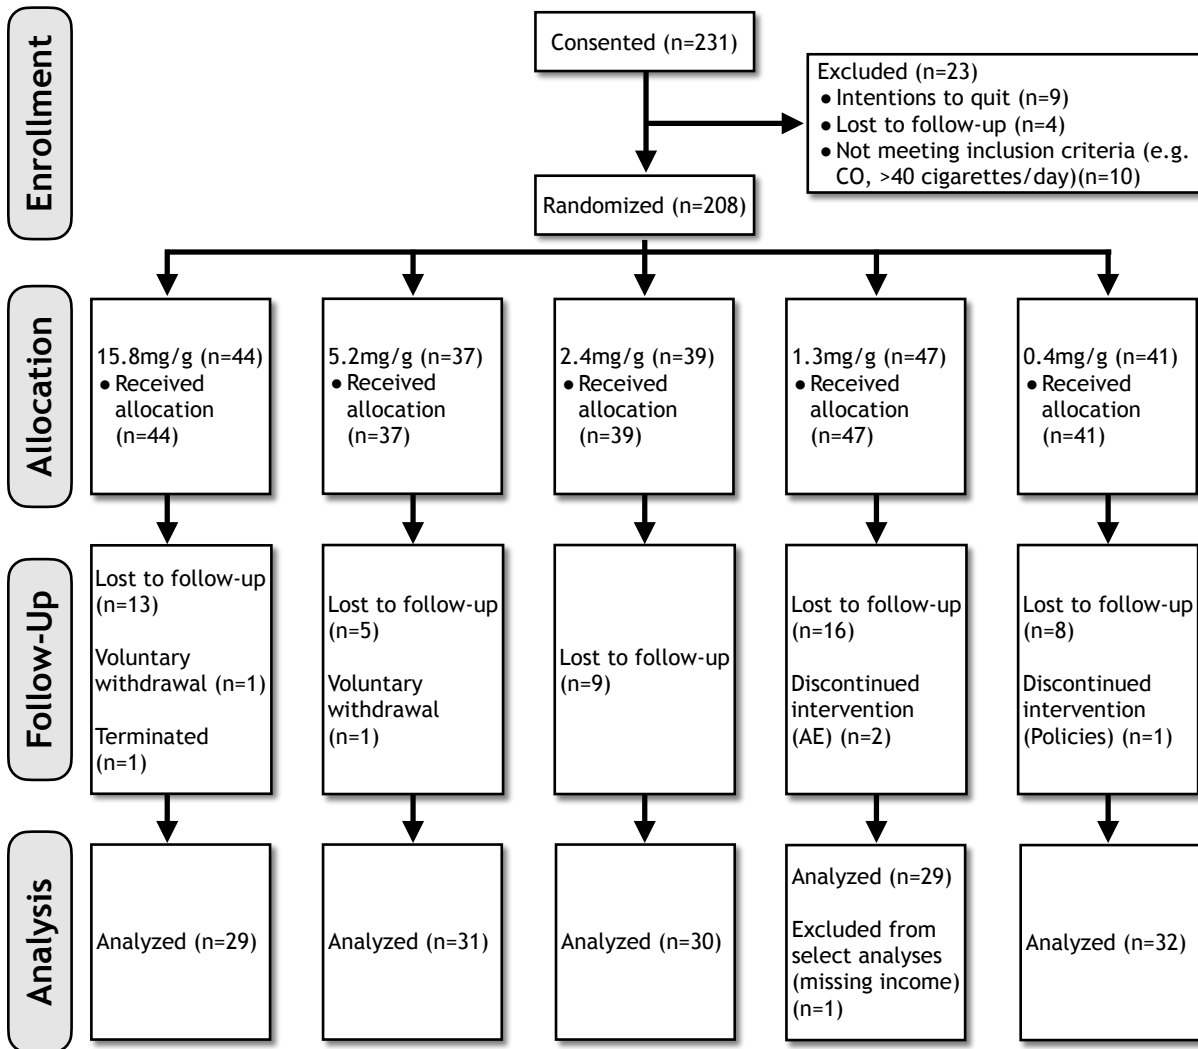 Enrollment
Consented (n=231)
Excluded (n=23)
● Intentions to quit (n=9)
● Lost to follow-up (n=4)
● Not meeting inclusion criteria (e.g.
CO, >40 cigarettes/day)(n=10)
Randomized (n=208)
Allocation
15.8mg/g (n=44)
● Received
allocation
(n=44)
5.2mg/g (n=37)
● Received
allocation
(n=37)
2.4mg/g (n=39)
● Received
allocation
(n=39)
1.3mg/g (n=47)
● Received
allocation
(n=47)
0.4mg/g (n=41)
● Received
allocation
(n=41)
Follow-Up
Lost to follow-up
(n=13)
Voluntary
withdrawal (n=1)
Terminated
(n=1)
Lost to follow-up
(n=5)
Voluntary
withdrawal
(n=1)
Lost to follow-up
(n=9)
Lost to follow-up
(n=16)
Discontinued
intervention
(AE) (n=2)
Lost to follow-up
(n=8)
Discontinued
intervention
(Policies) (n=1)
Analysis
Analyzed (n=29)
Analyzed (n=31)
Analyzed (n=30)
Analyzed (n=29)
Excluded from
select analyses
(missing income)
(n=1)
Analyzed (n=32)